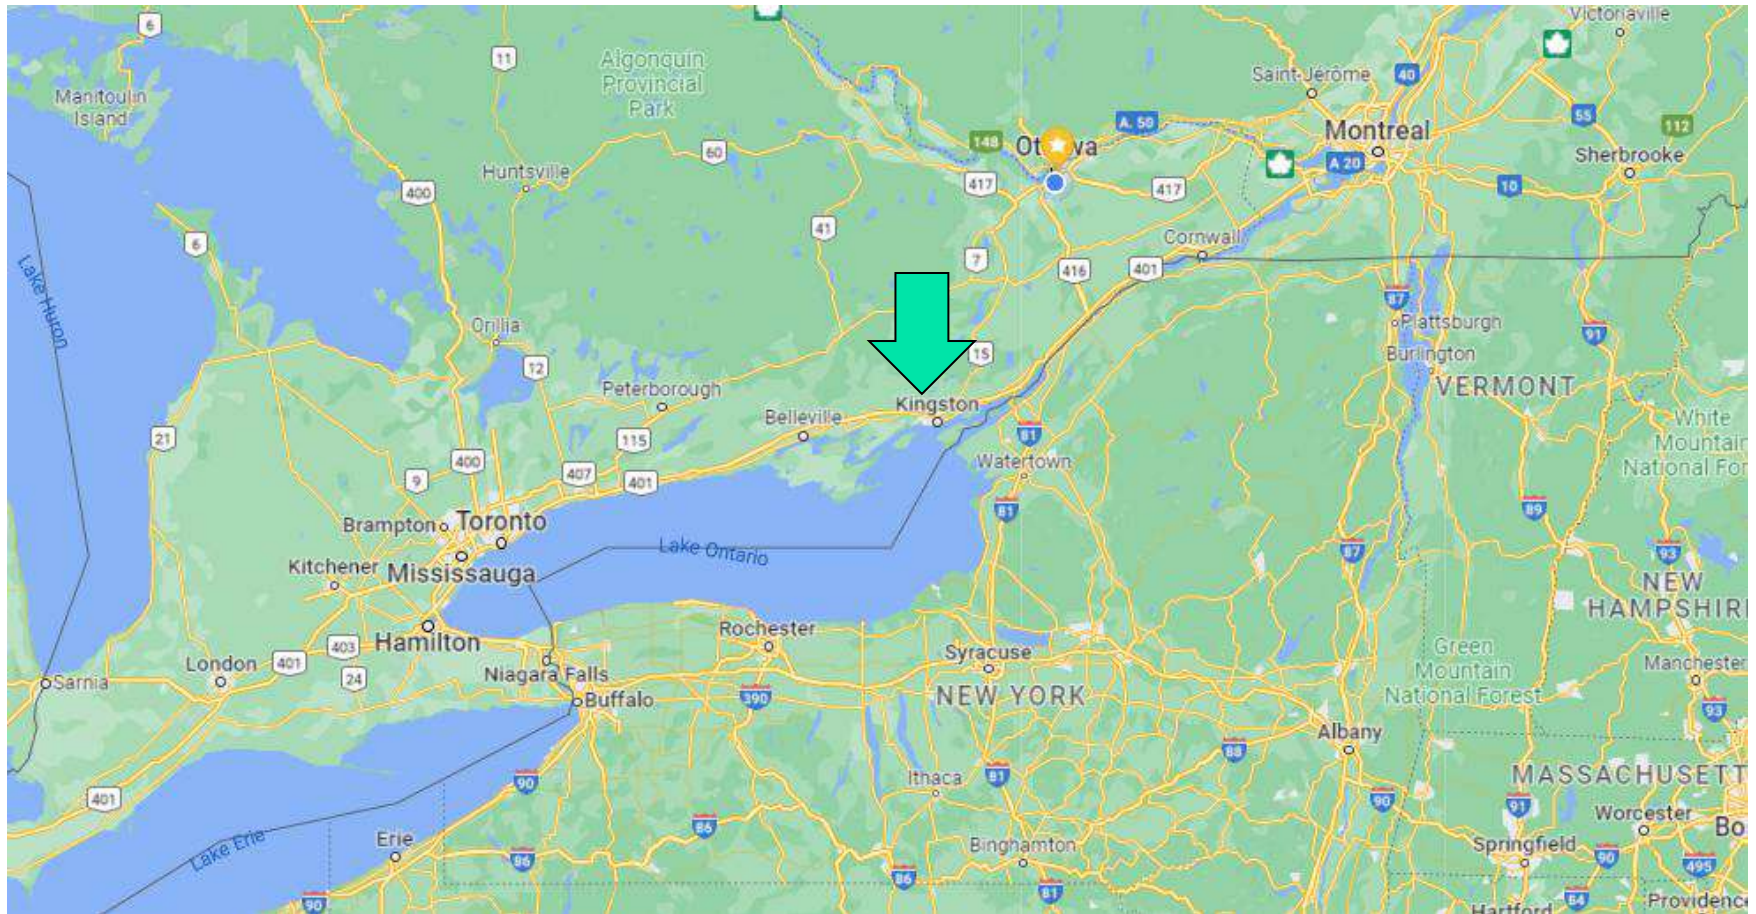 6
Victoriaville
11
Algonquin
Provincial
Park
Saint-Jérôme
40
Manitoulin
Island
A. 50
55
112
Montreal
148
60
Huntsville
A 20
Sherbrooke
400
417
417
10
41
6
Cornwall
7
416
401
Lake Huron
87
Orillia
Plattsburgh
91
15
Burlington
12
VERMONT
Peterborough
Kingston
Belleville
White
Mountain
National For
21
115
81
400
Watertown
9
407
401
81
89
Brampton
Toronto
Lake Ontario
87
93
Kitchener
Mississauga
NEW
HAMPSHIR
Hamilton
Rochester
403
Syracuse
Green
Mountain
National Forest
London
401
24
Niagara Falls
Manchester
Sarnia
Buffalo
390
NEW YORK
93
Albany
88
Ithaca
81
MASSACHUSETT
90
401
90
91
Worcester
Bo
86
Erie
Lake Erie
86
Binghamton
Springfield
90
495
86
81
64
90
Providence
Hartford